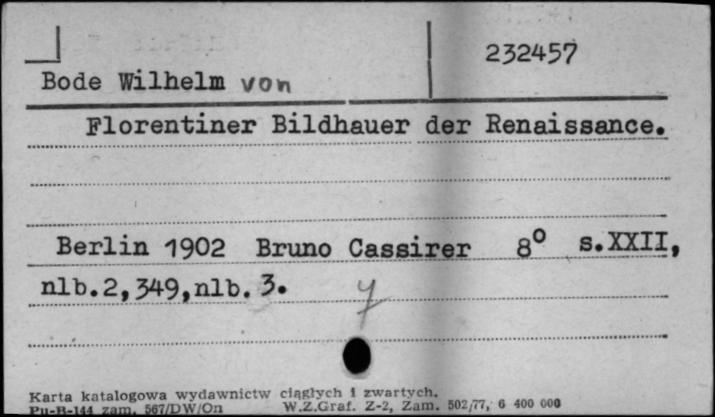 232457
Bode Wilhelm von
Florentiner Bildhauer der Renaissance.
Berlin 1902 Bruno Cassirer 8° s.XXII,
nlb.2,349,nlb. 3.
y
Karta katalogowa wydawnictw ciągłych i zwartych.
Pu-B-144 zam. 567/DW/On W.Z.Graf. Z-2, Zam. 502/77, 6 400 000